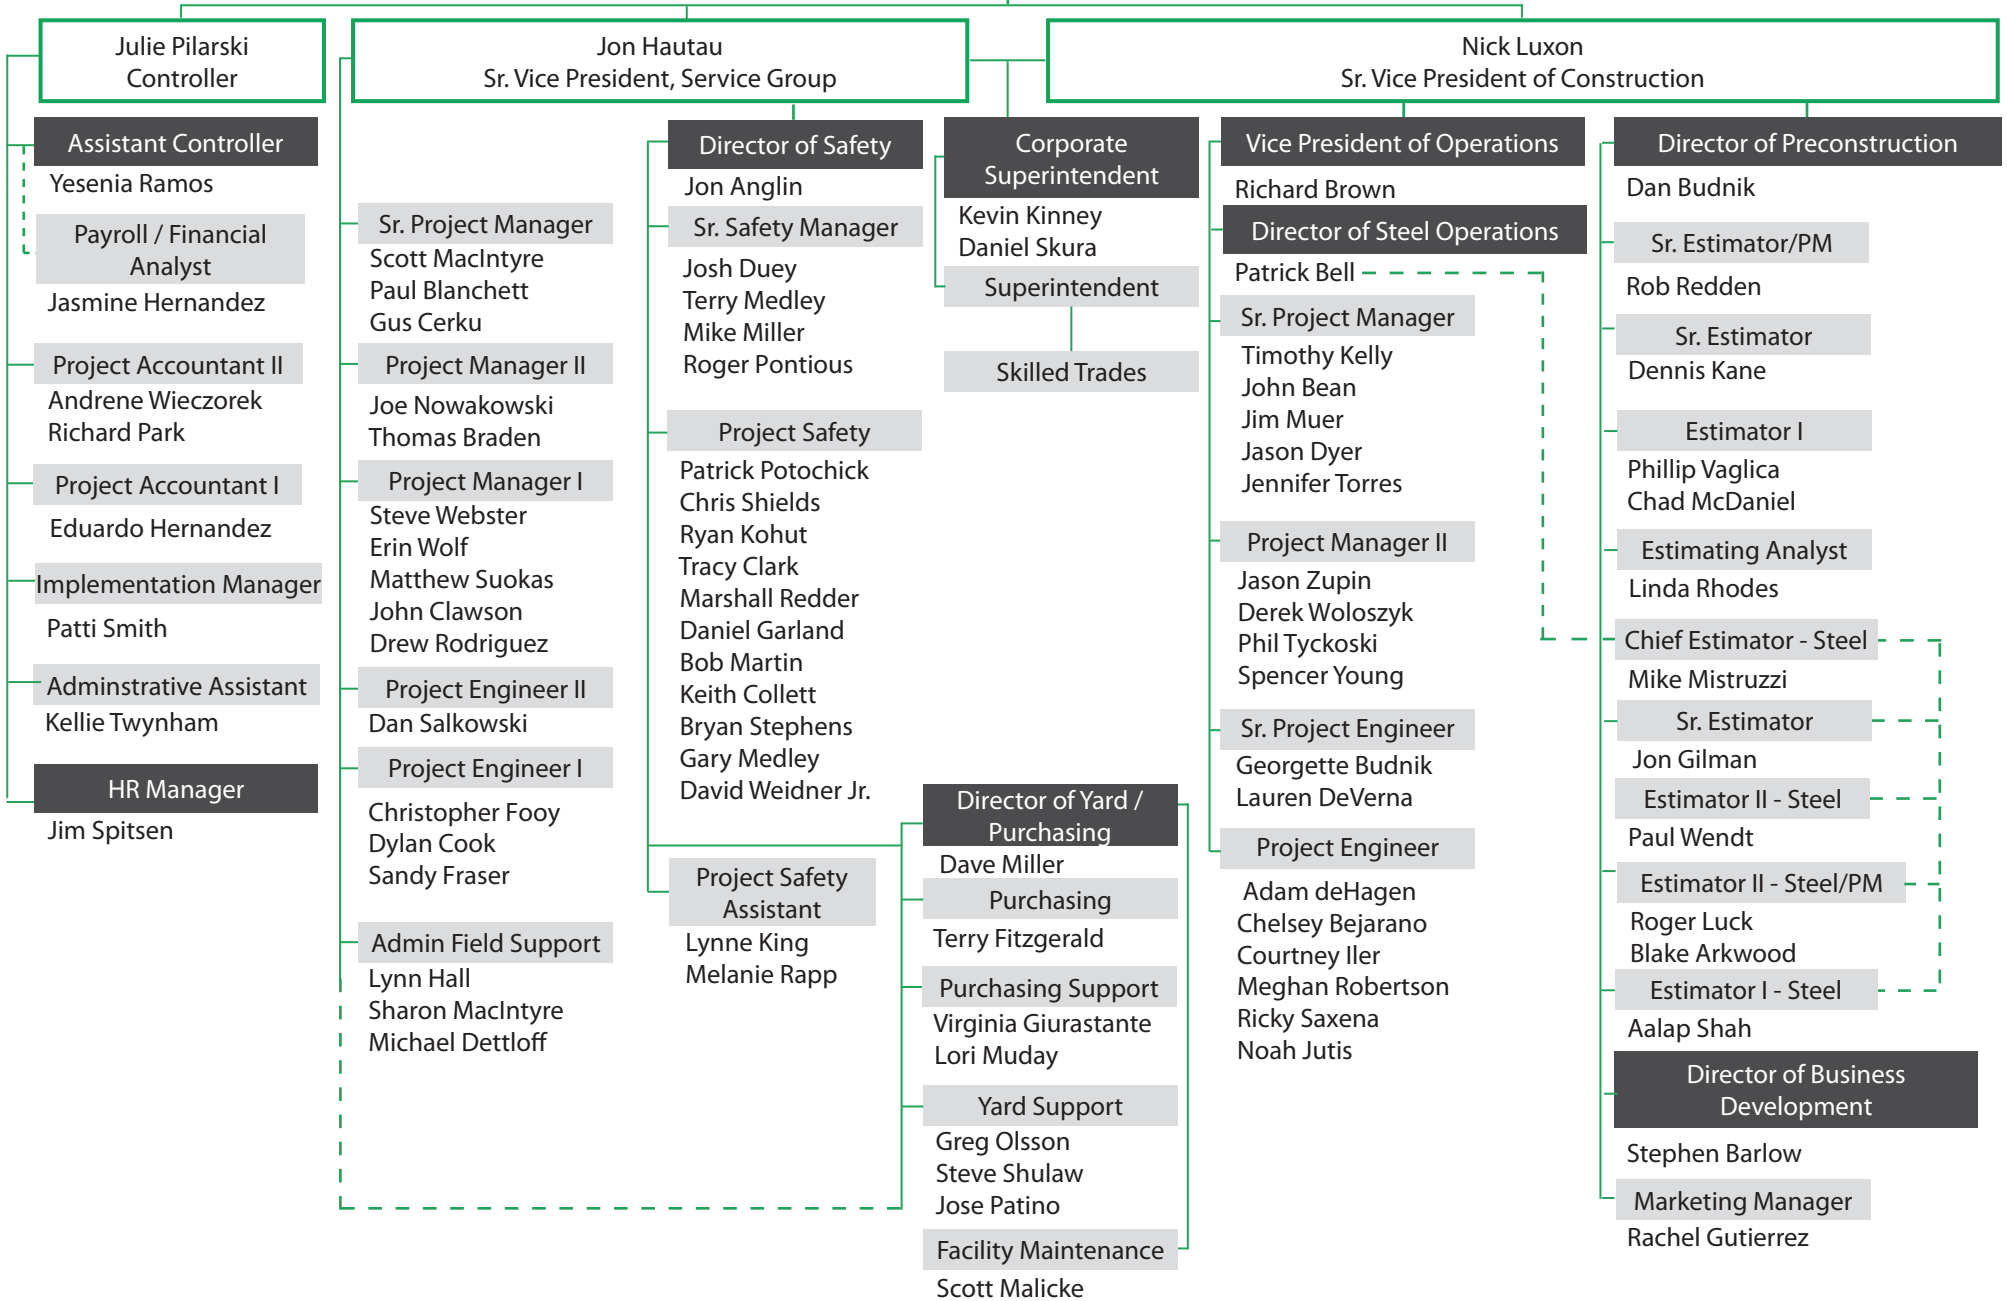 Julie Pilarski
Controller
Jon Hautau
Sr. Vice President, Service Group
Nick Luxon
Sr. Vice President of Construction
Assistant Controller
Yesenia Ramos
Payroll / Financial
Analyst
Jasmine Hernandez
Project Accountant II
Andrene Wieczorek
Richard Park
Project Accountant I
Eduardo Hernandez
Implementation Manager
Patti Smith
Adminstrative Assistant
Kellie Twynham
HR Manager
Jim Spitsen
Sr. Project Manager
Scott MacIntyre
Paul Blanchett
Gus Cerku
Project Manager II
Joe Nowakowski
Thomas Braden
Project Manager I
Steve Webster
Erin Wolf
Matthew Suokas
John Clawson
Drew Rodriguez
Project Engineer II
Dan Salkowski
Project Engineer I
Christopher Fooy
Dylan Cook
Sandy Fraser
Admin Field Support
Lynn Hall
Sharon MacIntyre
Michael Dettloff
Director of Safety
Jon Anglin
Sr. Safety Manager
Josh Duey
Terry Medley
Mike Miller
Roger Pontious
Project Safety
Patrick Potochick
Chris Shields
Ryan Kohut
Tracy Clark
Marshall Redder
Daniel Garland
Bob Martin
Keith Collett
Bryan Stephens
Gary Medley
David Weidner Jr.
Project Safety
Assistant
Lynne King
Melanie Rapp
Corporate
Superintendent
Kevin Kinney
Daniel Skura
Superintendent
Skilled Trades
Director of Yard /
Purchasing
Dave Miller
Purchasing
Terry Fitzgerald
Purchasing Support
Virginia Giurastante
Lori Muday
Yard Support
Greg Olsson
Steve Shulaw
Jose Patino
Facility Maintenance
Scott Malicke
Vice President of Operations
Richard Brown
Director of Steel Operations
Patrick Bell
Sr. Project Manager
Timothy Kelly
John Bean
Jim Muer
Jason Dyer
Jennifer Torres
Project Manager II
Jason Zupin
Derek Woloszyk
Phil Tyckoski
Spencer Young
Sr. Project Engineer
Georgette Budnik
Lauren DeVerna
Project Engineer
Adam deHagen
Chelsey Bejarano
Courtney Iler
Meghan Robertson
Ricky Saxena
Noah Jutis
Director of Preconstruction
Dan Budnik
Sr. Estimator/PM
Rob Redden
Sr. Estimator
Dennis Kane
Estimator I
Phillip Vaglica
Chad McDaniel
Estimating Analyst
Linda Rhodes
Chief Estimator - Steel
Mike Mistruzzi
Sr. Estimator
Jon Gilman
Estimator II - Steel
Paul Wendt
Estimator II - Steel/PM
Roger Luck
Blake Arkwood
Estimator I - Steel
Aalap Shah
Director of Business
Development
Stephen Barlow
Marketing Manager
Rachel Gutierrez